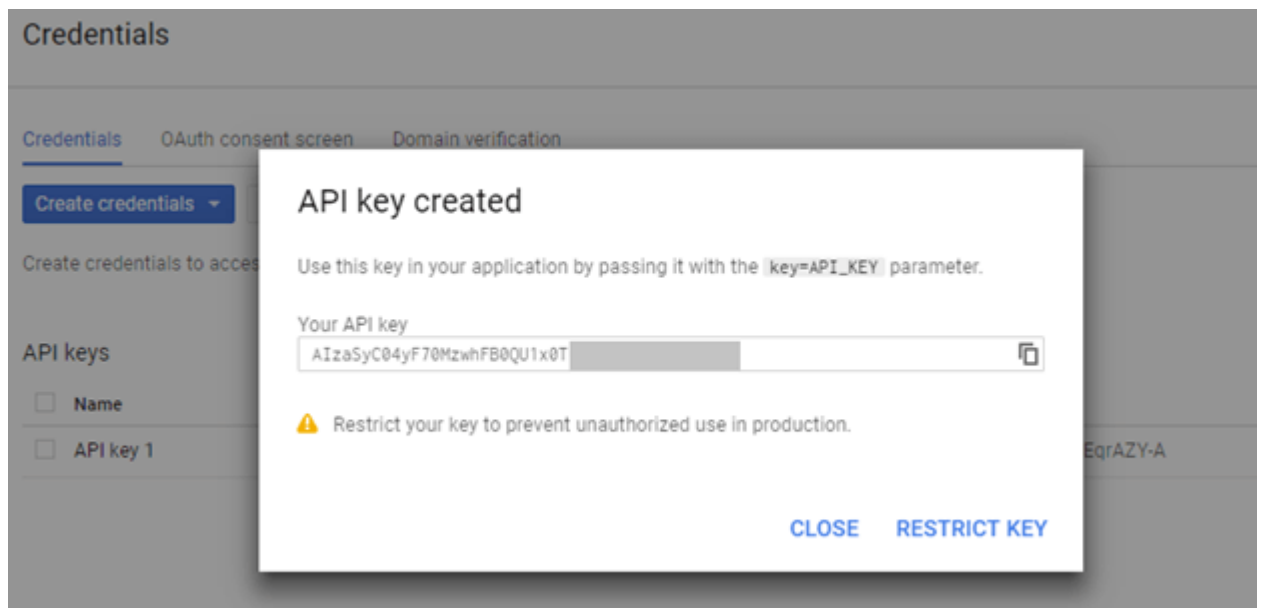 Credentials
Credentials OAuth consent screen Domain verification
Create credentials
Create credentials to acces
API key created
Use this key in your application by passing it with the key=API_KEY parameter.
Your API key
AIzaSyC04yF70MzwhFB0QU1x0T
Restrict your key to prevent unauthorized use in production.
CLOSE RESTRICT KEY
API keys
Name
API key 1 EqrAZY-A